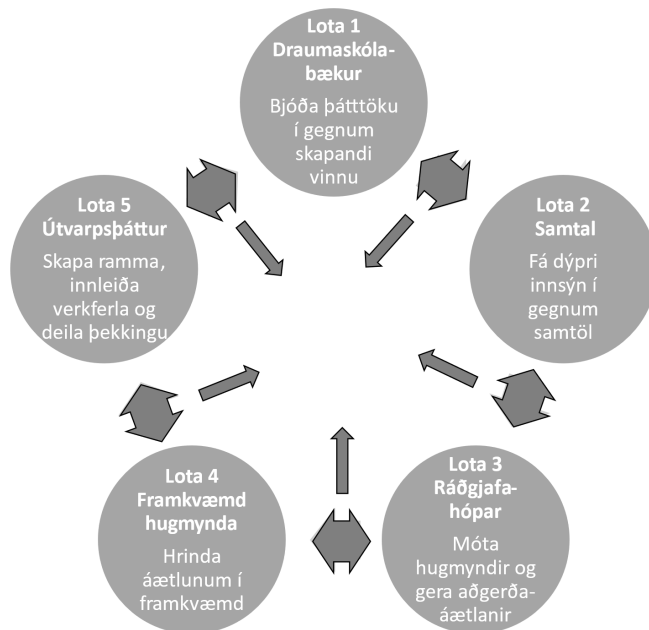 Lota 1
Draumaskóla-
bækur
Bjóða þátttöku
í gegnum
skapandi
vinnu
Lota 2
Samtal
Fá dýpri
innsýn í
gegnum
samtöl
Lota 3
Ráðgjafa-
hópar
Móta
hugmyndir og
gera aðgerða-
áætlanir
Lota 4
Framkvæmd
hugmynda
Hrinda
áætlunum í
framkvæmd
Lota 5
Útvarpsþáttur
Skapa ramma,
innleiða
verkferla og
deila þekkingu